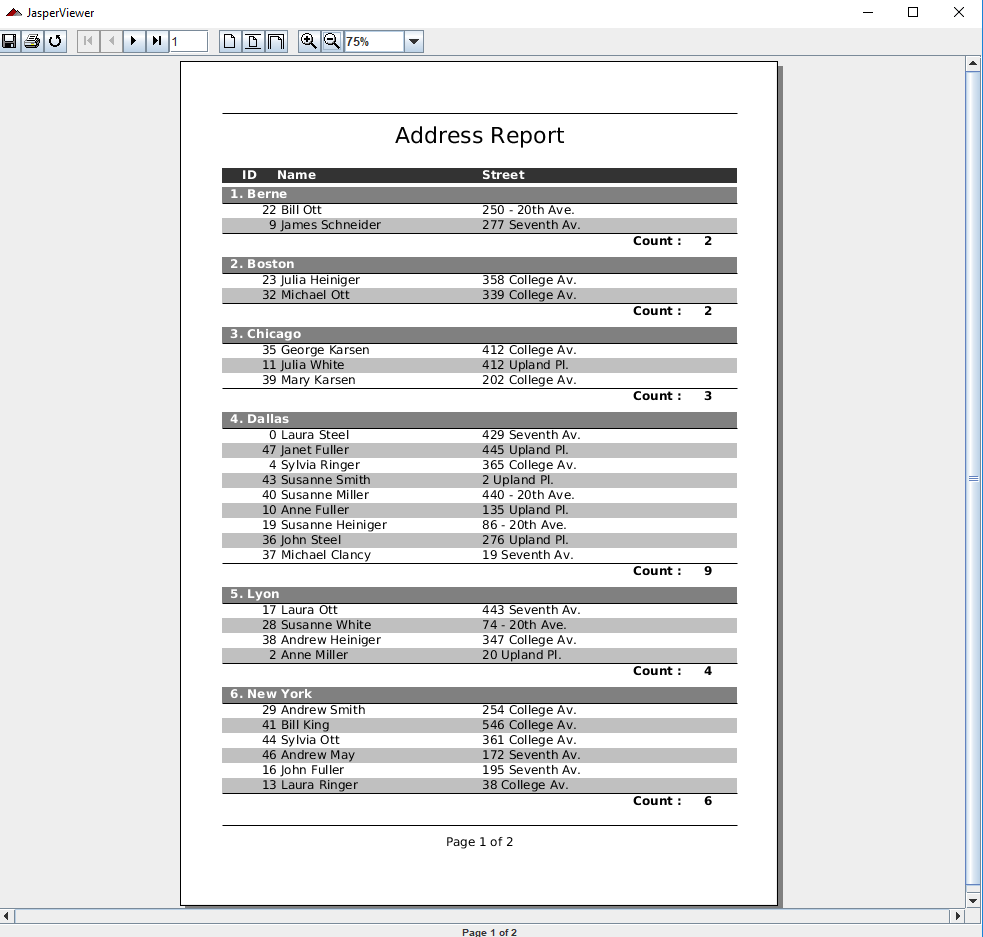 JasperViewer
1 75%
Address Report
ID Name Street
1. Berne
22 Bill Ott 250 - 20th Ave.
9 James Schneider 277 Seventh Av.
Count : 2
2. Boston
23 Julia Heiniger 358 College Av.
32 Michael Ott 339 College Av.
Count : 2
3. Chicago
35 George Karsen 412 College Av.
11 Julia White 412 Upland Pl.
39 Mary Karsen 202 College Av.
Count : 3
4. Dallas
0 Laura Steel 429 Seventh Av.
47 Janet Fuller 445 Upland Pl.
4 Sylvia Ringer 365 College Av.
43 Susanne Smith 2 Upland Pl.
40 Susanne Miller 440 - 20th Ave.
10 Anne Fuller 135 Upland Pl.
19 Susanne Heiniger 86 - 20th Ave.
36 John Steel 276 Upland Pl.
37 Michael Clancy 19 Seventh Av.
Count : 9
5. Lyon
17 Laura Ott 443 Seventh Av.
28 Susanne White 74 - 20th Ave.
38 Andrew Heiniger 347 College Av.
2 Anne Miller 20 Upland Pl.
Count : 4
6. New York
29 Andrew Smith 254 College Av.
41 Bill King 546 College Av.
44 Sylvia Ott 361 College Av.
46 Andrew May 172 Seventh Av.
16 John Fuller 195 Seventh Av.
13 Laura Ringer 38 College Av.
Count : 6
Page 1 of 2
Page 1 of 2